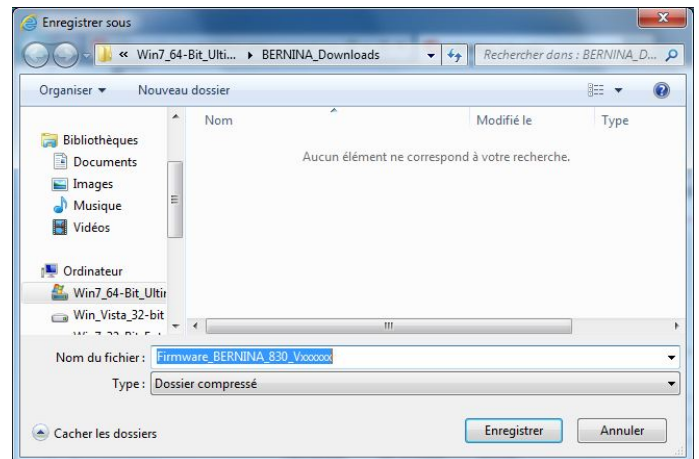 Enregistrer sous
« Win7_64-Bit_Ulti... ▸ BERNINA_Downloads
Rechercher dans : BERNINA_D...
Organiser ▾ Nouveau dossier
Nom Modifié le Type
Aucun élément ne correspond à votre recherche.
Bibliothèques
Documents
Images
Musique
Vidéos
Ordinateur
Win7_64-Bit_Ultir
Win_Vista_32-bit
Nom du fichier : Firmware_BERNINA_830_Vxxxxxx
Type : Dossier compressé
Cacher les dossiers
Enregistrer
Annuler